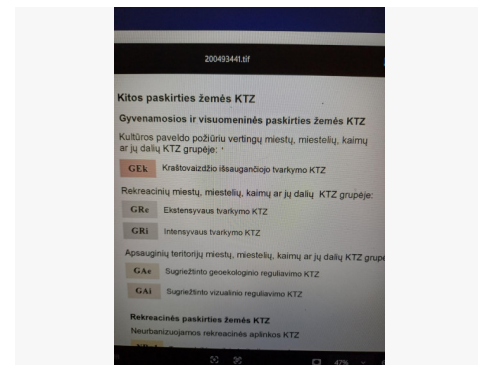 200493441.tif
Kitos paskirties žemės KTZ
Gyvenamosios ir visuomeninės paskirties žemės KTZ
Kultūros paveldo požiūriu vertingų miestų, miestelių, kaimų
ar jų dalių KTZ grupėje:
GEk Kraštovaizdžio išsaugančiojo tvarkymo KTZ
Rekreacinių miestų, miestelių, kaimų ar jų dalių KTZ grupėje:
GRe Ekstensyvaus tvarkymo KTZ
GRi Intensyvaus tvarkymo KTZ
Apsauginių teritorijų miestų, miestelių, kaimų ar jų dalių KTZ grupė
GAe Sugriežtinto geoekologinio reguliavimo KTZ
GAi Sugriežtinto vizualinio reguliavimo KTZ
Rekreacinės paskirties žemės KTZ
Neurbanizuojamos rekreacinės aplinkos KTZ
47%